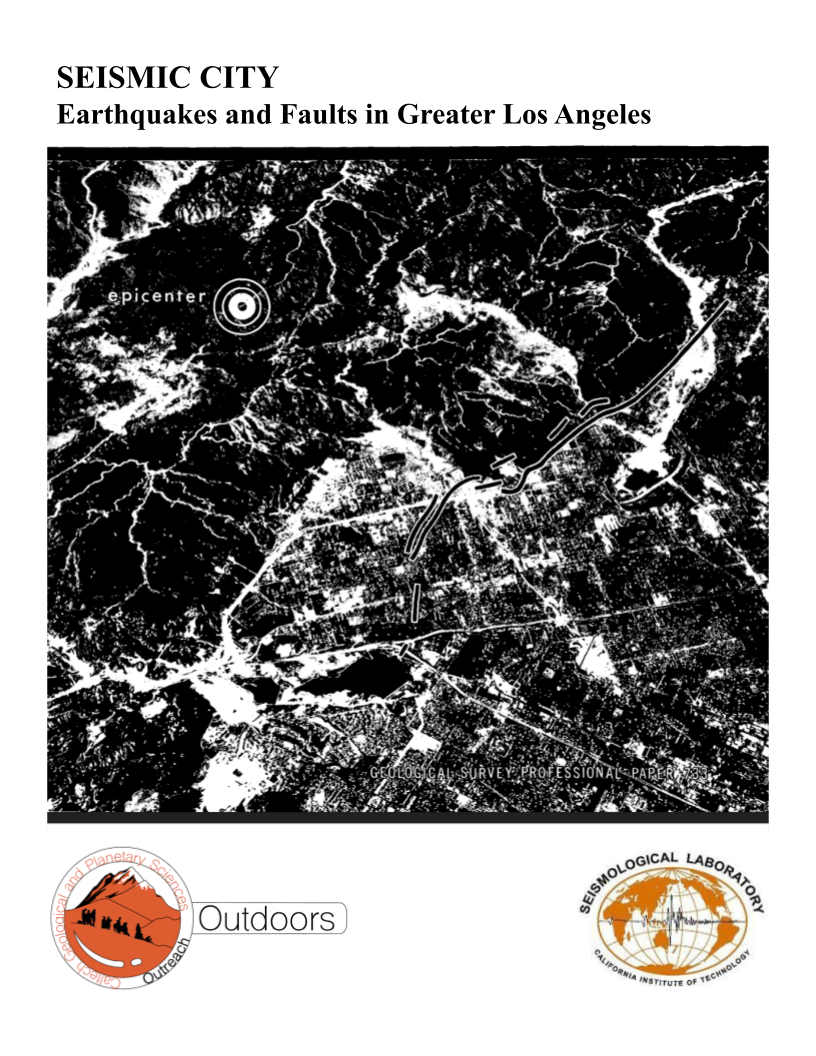 SEISMIC CITY
Earthquakes and Faults in Greater Los Angeles
epicenter
GEOLOGICAL SURVEY PROFESSIONAL PAPER 733
Caltech Geological and Planetary Sciences
Outreach
Outdoors
SEISMOLOGICAL LABORATORY
CALIFORNIA INSTITUTE OF TECHNOLOGY